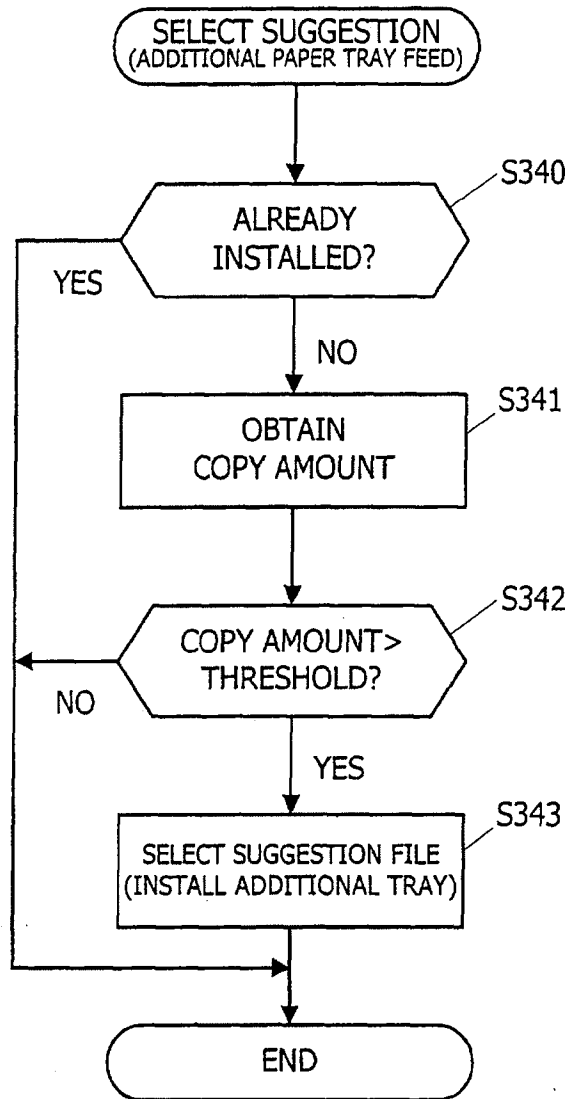 SELECT SUGGESTION
(ADDITIONAL PAPER TRAY FEED)
S340
ALREADY
INSTALLED?
YES
NO
S341
OBTAIN
COPY AMOUNT
S342
COPY AMOUNT>
THRESHOLD?
NO
YES
S343
SELECT SUGGESTION FILE
(INSTALL ADDITIONAL TRAY)
END